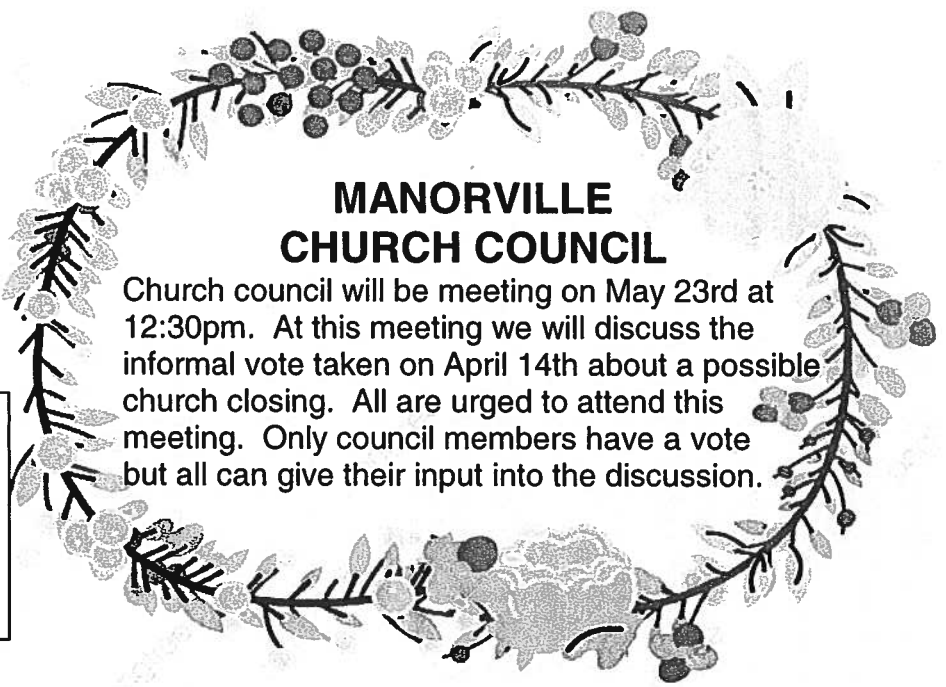 MANORVILLE
CHURCH COUNCIL
Church council will be meeting on May 23rd at
12:30pm.  At this meeting we will discuss the
informal vote taken on April 14th about a possible
church closing.  All are urged to attend this
meeting.  Only council members have a vote
but all can give their input into the discussion.